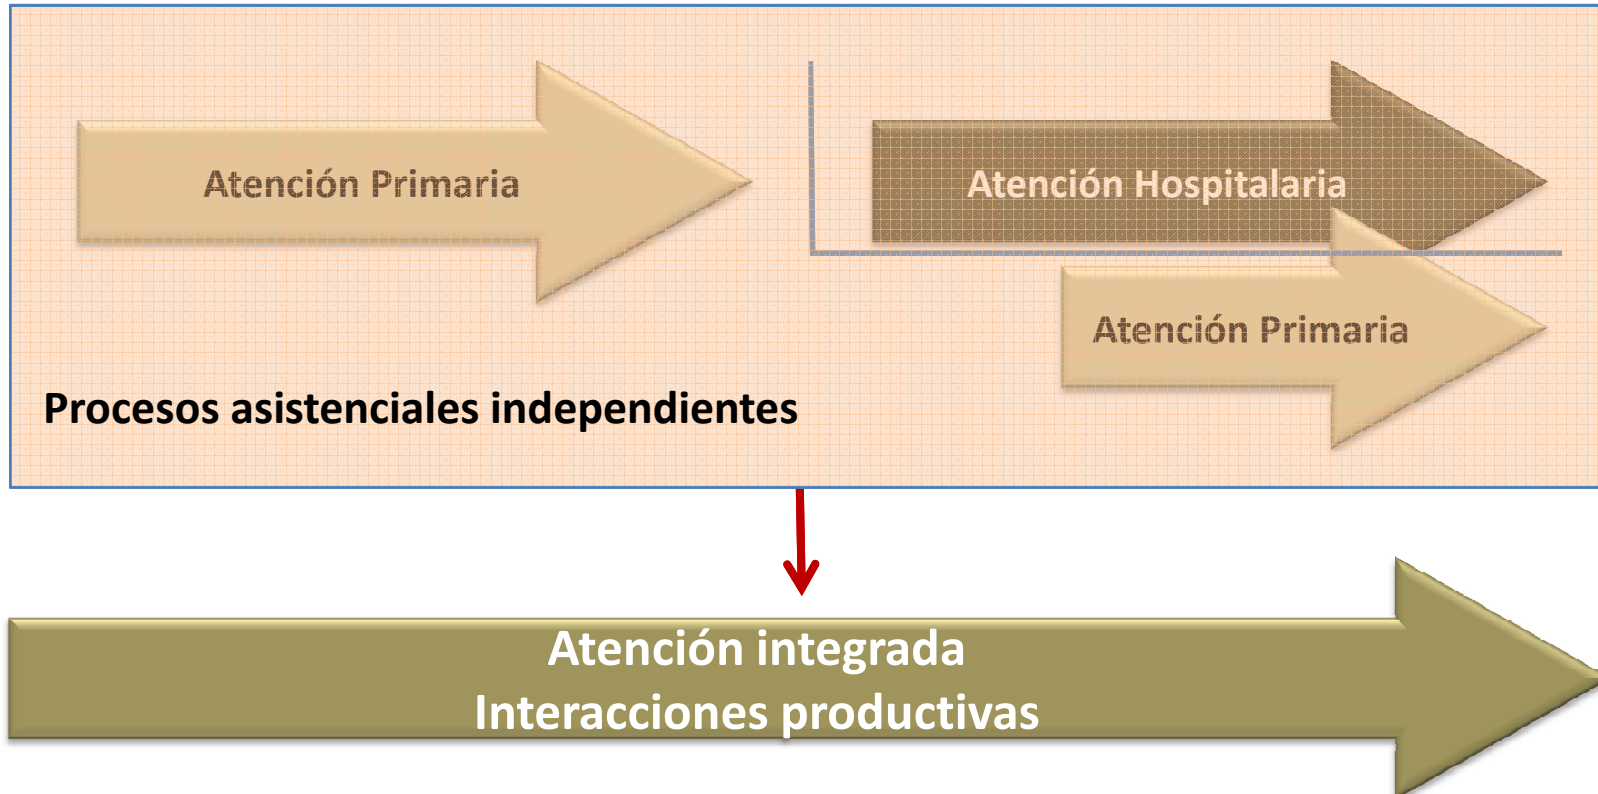 Atención Primaria
Atención Hospitalaria
Atención Primaria
Procesos asistenciales independientes
Atención integrada
Interacciones productivas